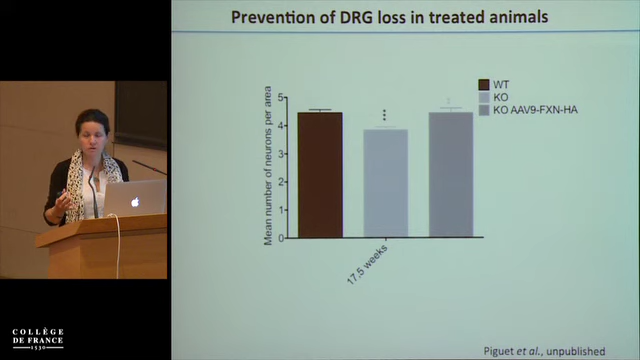 Prevention of DRG loss in treated animals
WT
KO
KO AAV9-FXN-HA
Mean number of neurons per area
5
4
3
2
1
0
17.5 weeks
Piguet et al., unpublished
COLLÈGE
DE FRANCE
1530